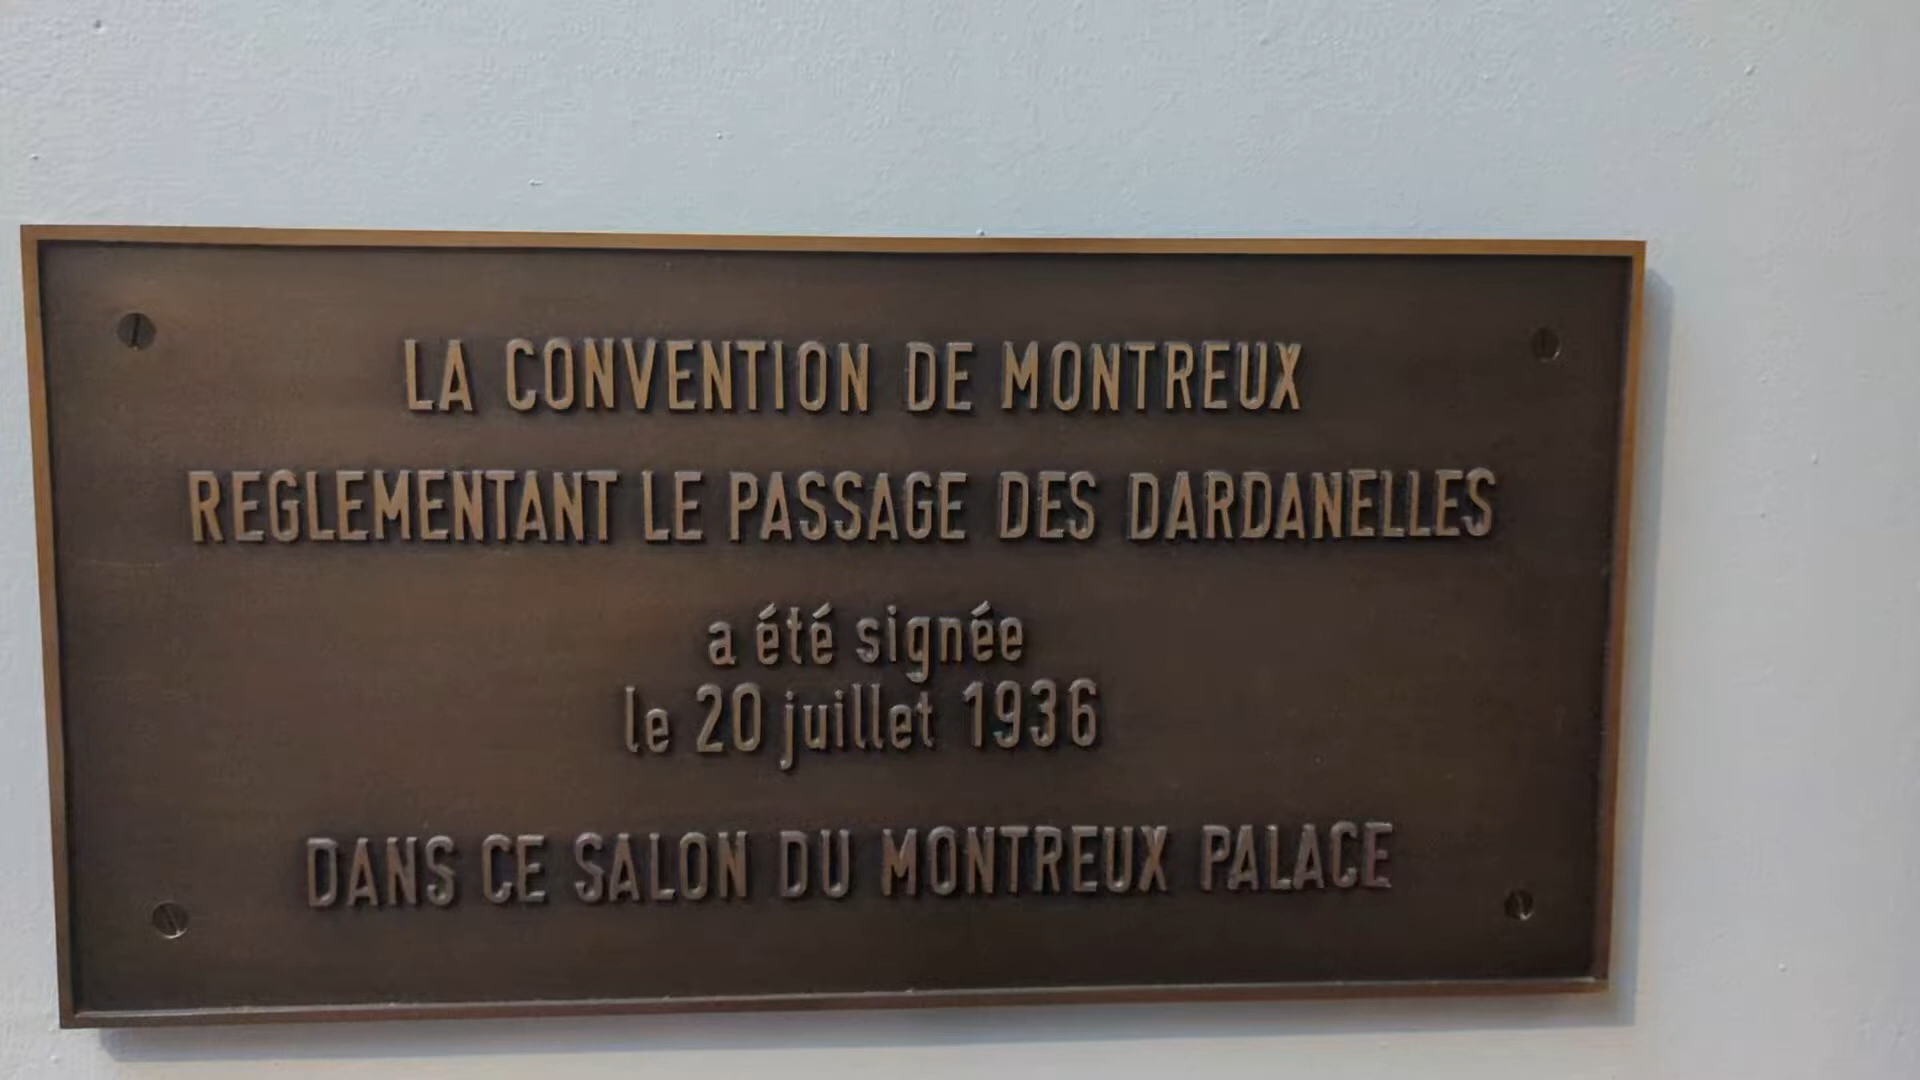 LA CONVENTION DE MONTREUX
REGLEMENTANT LE PASSAGE DES DARDANELLES
a été signée
le 20 juillet 1936
DANS CE SALON DU MONTREUX PALACE